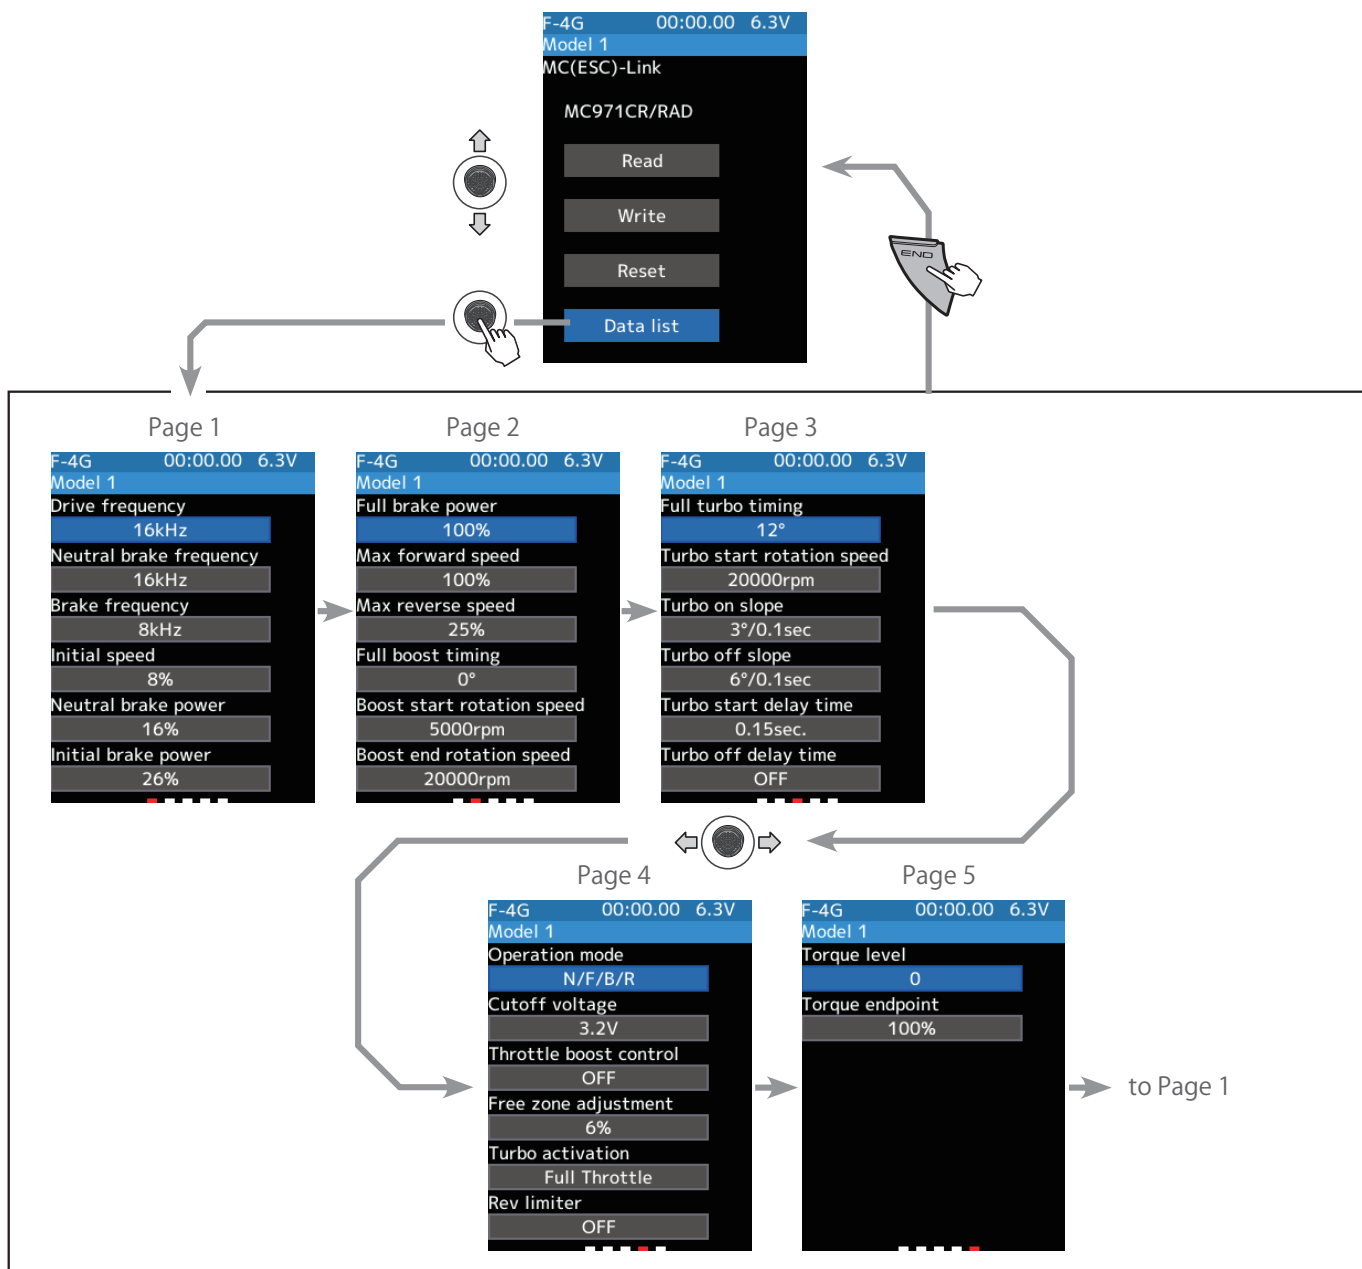 F-4G 00:00.00 6.3V
Model 1
MC(ESC)-Link
MC971CR/RAD
Read
Write
Reset
Data list
END
Page 1
F-4G 00:00.00 6.3V
Model 1
Drive frequency
16kHz
Neutral brake frequency
16kHz
Brake frequency
8kHz
Initial speed
8%
Neutral brake power
16%
Initial brake power
26%
Page 2
F-4G 00:00.00 6.3V
Model 1
Full brake power
100%
Max forward speed
100%
Max reverse speed
25%
Full boost timing
0°
Boost start rotation speed
5000rpm
Boost end rotation speed
20000rpm
Page 3
F-4G 00:00.00 6.3V
Model 1
Full turbo timing
12°
Turbo start rotation speed
20000rpm
Turbo on slope
3°/0.1sec
Turbo off slope
6°/0.1sec
Turbo start delay time
0.15sec.
Turbo off delay time
OFF
Page 4
F-4G 00:00.00 6.3V
Model 1
Operation mode
N/F/B/R
Cutoff voltage
3.2V
Throttle boost control
OFF
Free zone adjustment
6%
Turbo activation
Full Throttle
Rev limiter
OFF
Page 5
F-4G 00:00.00 6.3V
Model 1
Torque level
0
Torque endpoint
100%
to Page 1